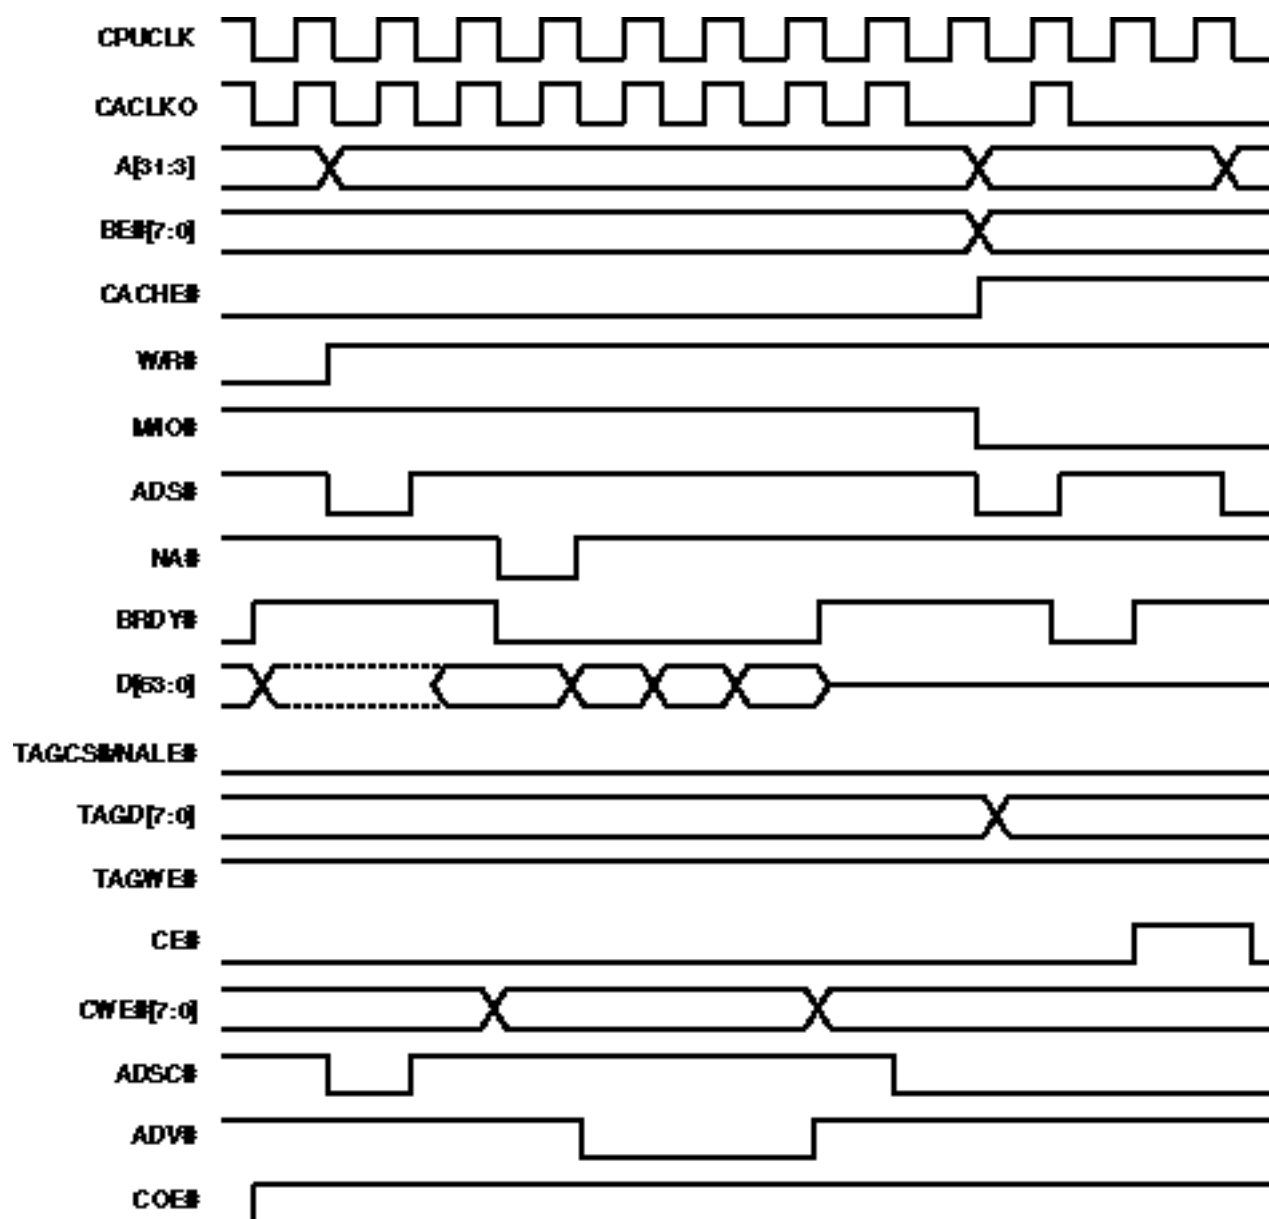 CPUCLK
CACLKO
A[31:3]
BE#[7:0]
CACHE#
W/R#
M/IO#
ADS#
NA#
BRDY#
D[63:0]
TAGCS#/NALE#
TAGD[7:0]
TAGWE#
CE#
CWE#[7:0]
ADSC#
ADV#
COE#